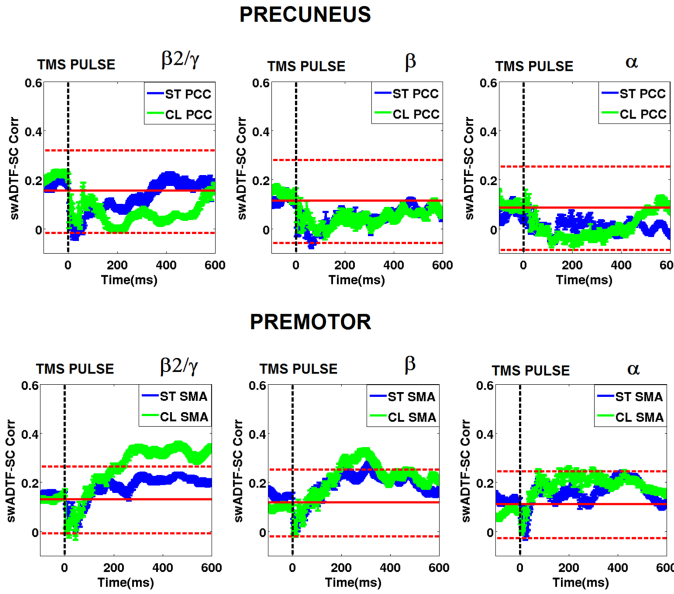 PRECUNEUS
TMS PULSE β2/γ
0.6
0.4
0.2
0
swADTF-SC Corr
ST PCC
CL PCC
0 200 400 600
Time(ms)
TMS PULSE β
0.6
0.4
0.2
0
swADTF-SC Corr
ST PCC
CL PCC
0 200 400 600
Time(ms)
TMS PULSE α
0.6
0.4
0.2
0
swADTF-SC Corr
ST PCC
CL PCC
0 200 400 600
Time(ms)
PREMOTOR
TMS PULSE β2/γ
0.6
0.4
0.2
0
swADTF-SC Corr
ST SMA
CL SMA
0 200 400 600
Time(ms)
TMS PULSE β
0.6
0.4
0.2
0
swADTF-SC Corr
ST SMA
CL SMA
0 200 400 600
Time(ms)
TMS PULSE α
0.6
0.4
0.2
0
swADTF-SC Corr
ST SMA
CL SMA
0 200 400 600
Time(ms)